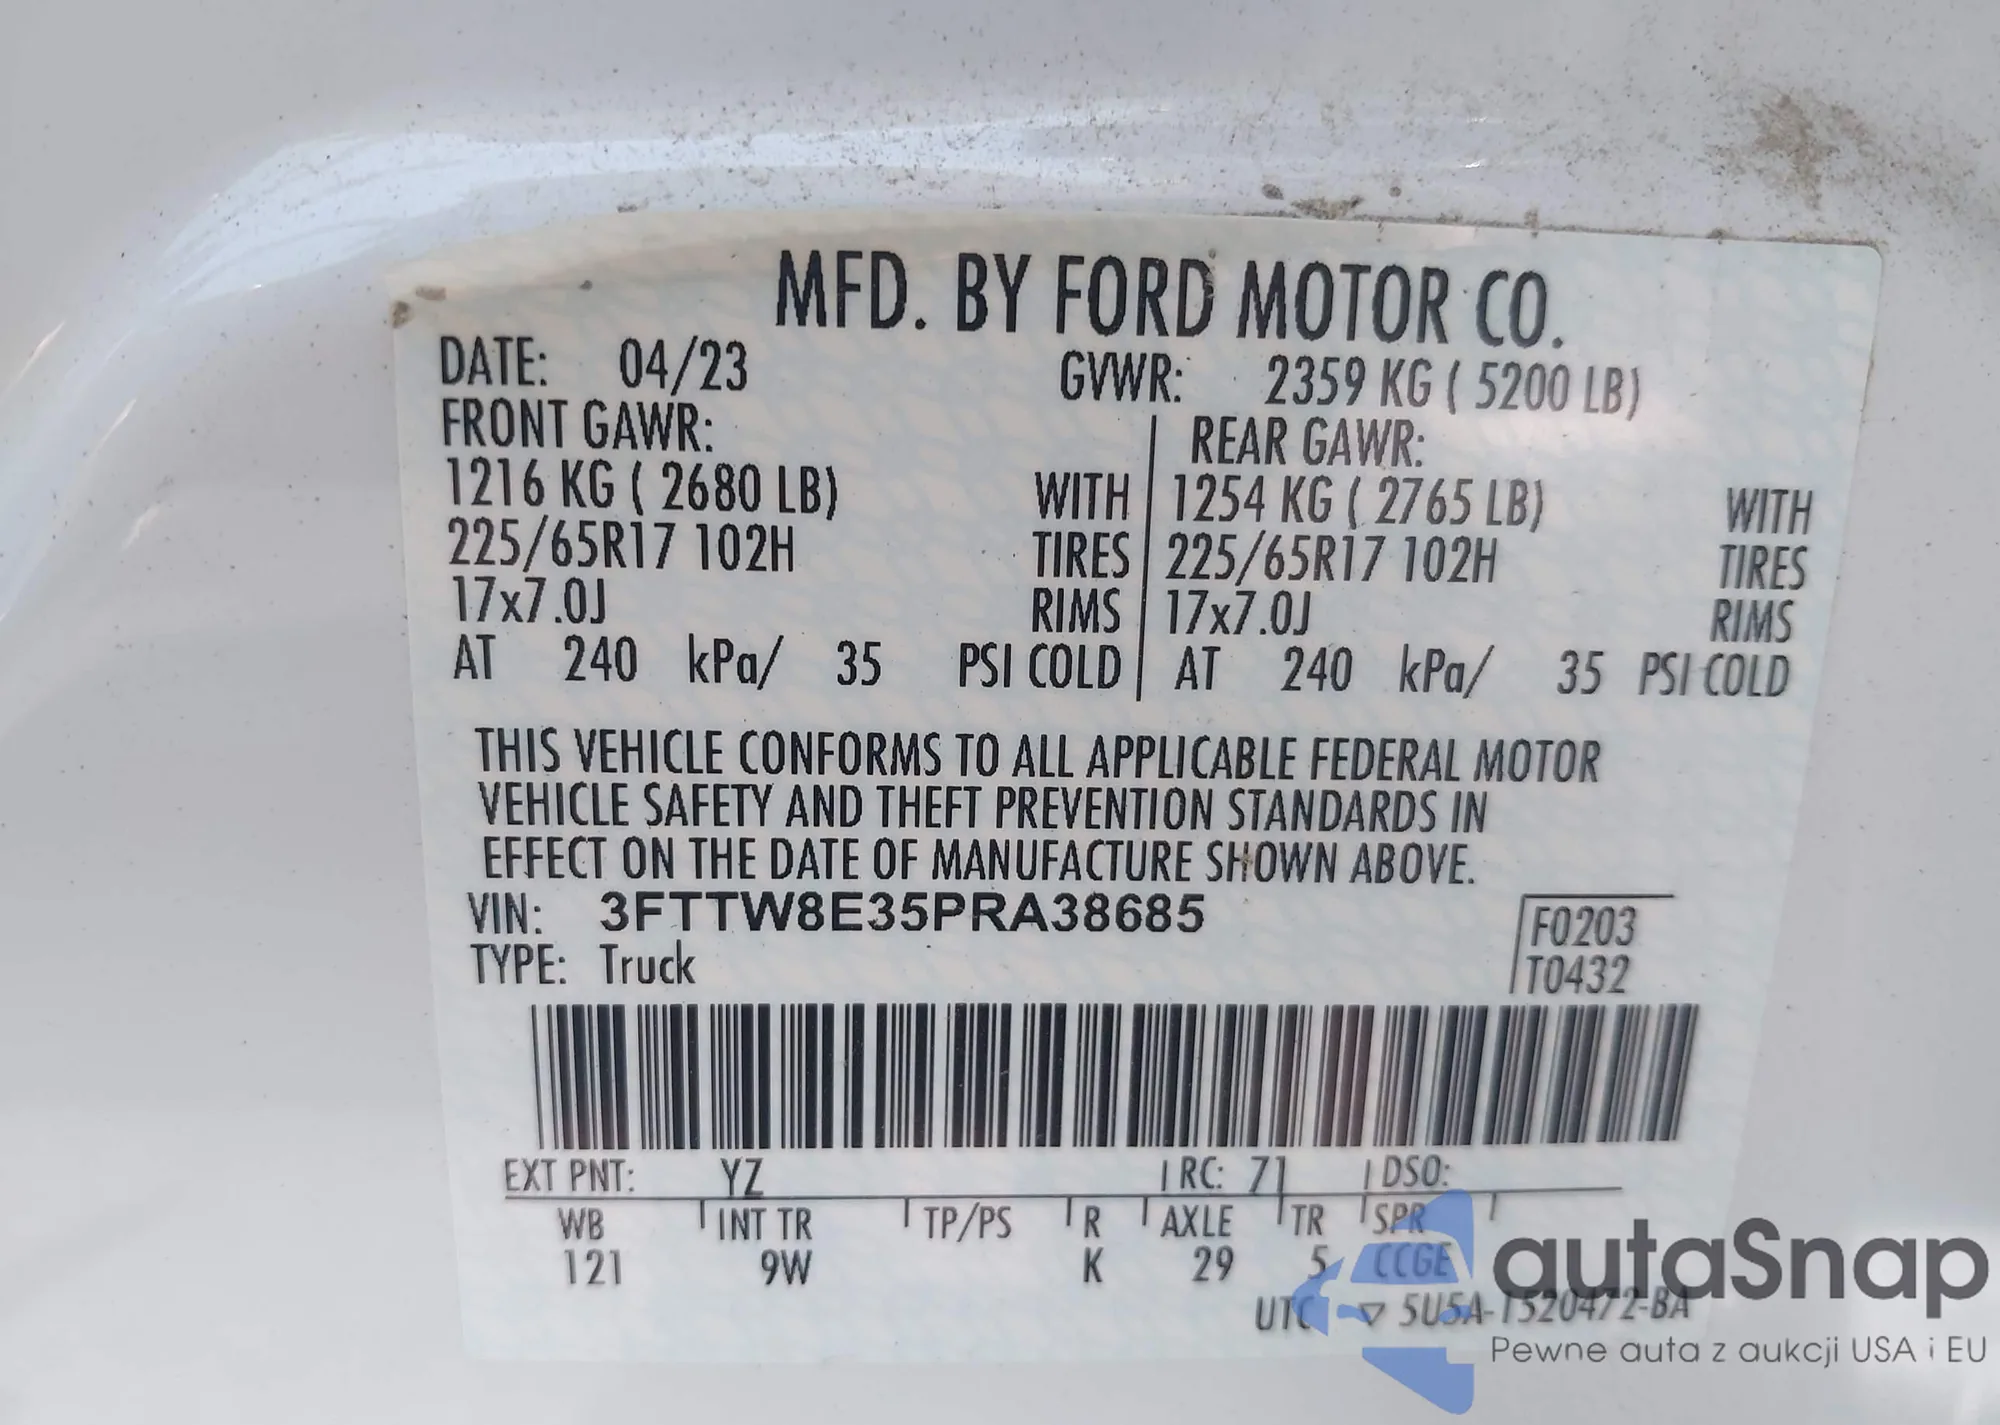 MFD. BY FORD MOTOR CO.
DATE: 04/23 GVWR: 2359 KG ( 5200 LB)
FRONT GAWR: REAR GAWR:
1216 KG ( 2680 LB) WITH 1254 KG ( 2765 LB) WITH
225/65R17 102H TIRES 225/65R17 102H TIRES
17x7.0J RIMS 17x7.0J RIMS
AT 240 kPa/ 35 PSI COLD AT 240 kPa/ 35 PSI COLD
THIS VEHICLE CONFORMS TO ALL APPLICABLE FEDERAL MOTOR
VEHICLE SAFETY AND THEFT PREVENTION STANDARDS IN
EFFECT ON THE DATE OF MANUFACTURE SHOWN ABOVE.
VIN: 3FTTW8E35PRA38685
TYPE: Truck
F0203
T0432
EXT PNT: YZ RC: 71 DSO:
WB INT TR TP/PS R AXLE TR SPR
121 9W K 29 5 CCGE
UTC ▽ 5U5A-1520472-BA
autaSnap
Pewne auta z aukcji USA i EU